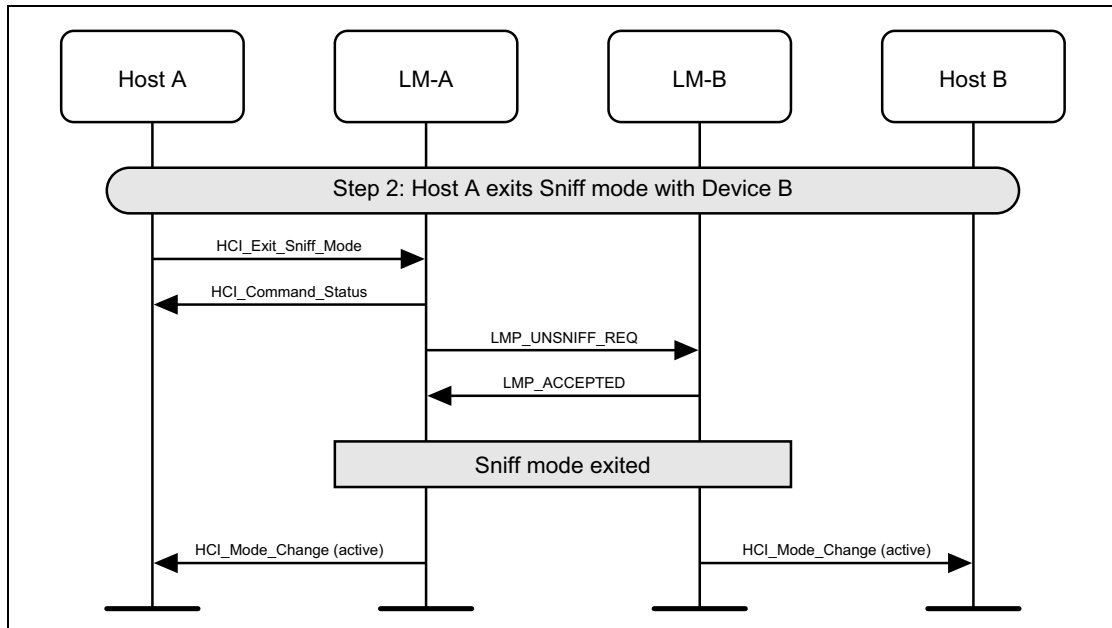 Host A
LM-A
LM-B
Host B
Step 2: Host A exits Sniff mode with Device B
HCI_Exit_Sniff_Mode
HCI_Command_Status
LMP_UNSNIFF_REQ
LMP_ACCEPTED
Sniff mode exited
HCI_Mode_Change (active)
HCI_Mode_Change (active)